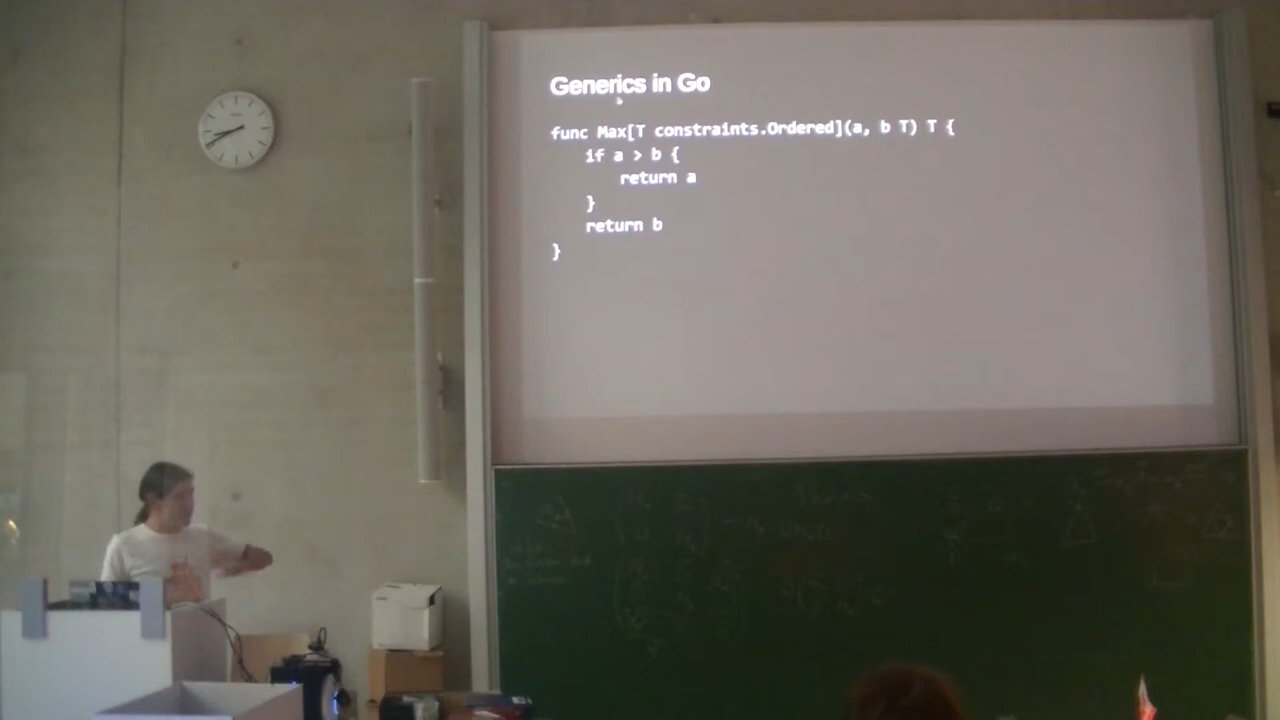 Generics in Go
func Max[T constraints.Ordered](a, b T) T {
    if a > b {
        return a
    }
    return b
}